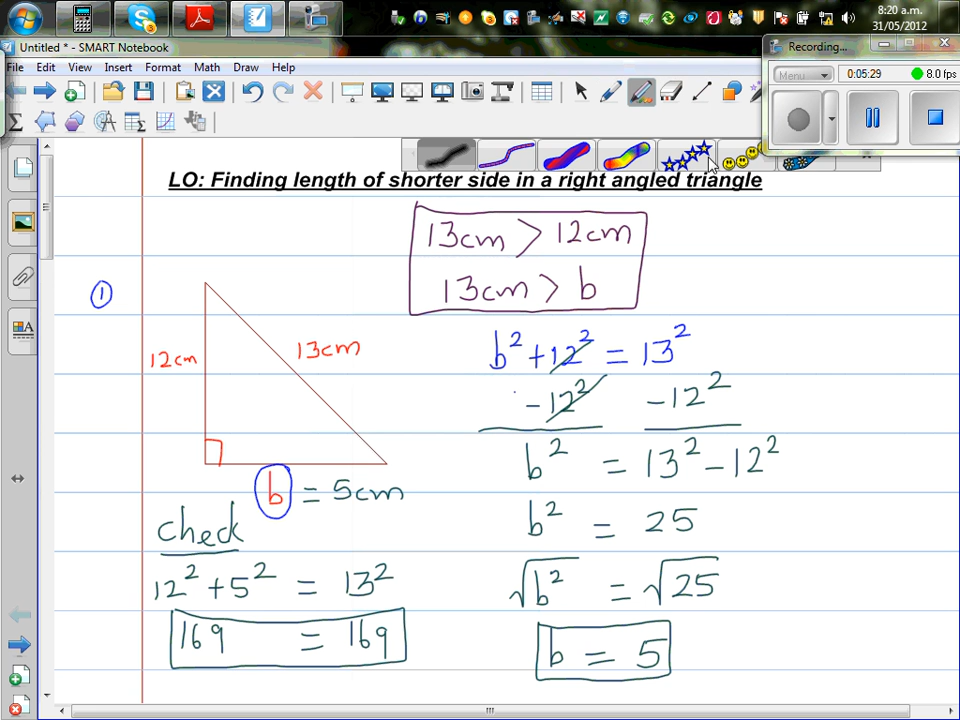 8:20 a.m.
31/05/2012
Untitled * - SMART Notebook
Recording...
File Edit View Insert Format Math Draw Help
Menu
0:05:29
8.0 fps
LO: Finding length of shorter side in a right angled triangle
13cm > 12cm
13cm > b
1
12cm
13cm
b = 5cm
b² + 12² = 13²
- 12² - 12²
b² = 13² - 12²
b² = 25
√b² = √25
b = 5
check
12² + 5² = 13²
169 = 169